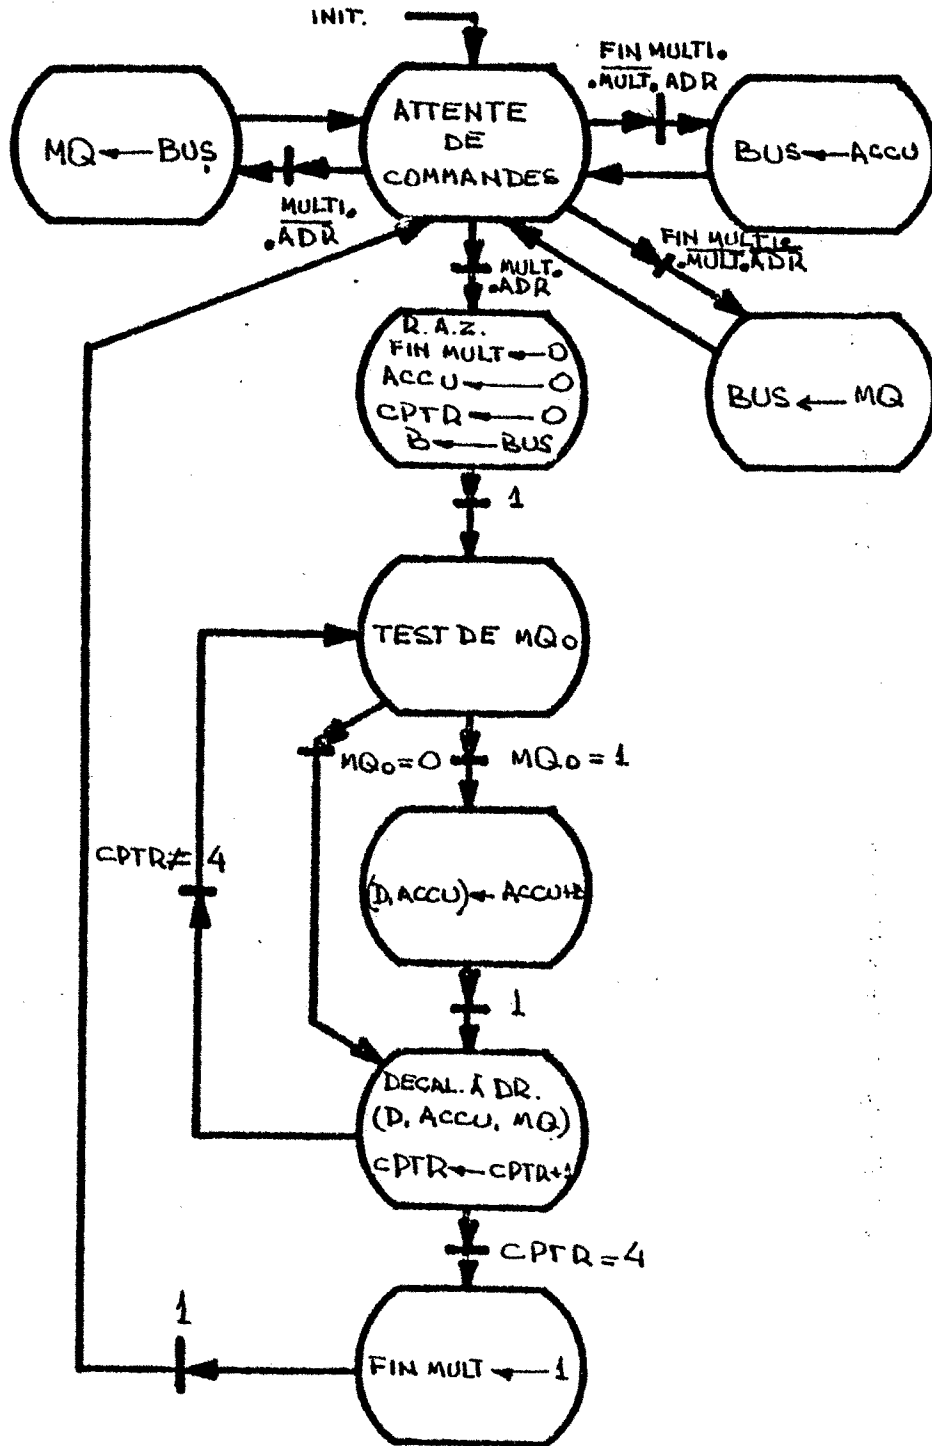 INIT.
FIN MULTI.
.MULT. ADR
ATTENTE
DE
COMMANDES
MQ ← BUS
BUS ← ACCU
MULTI.
.ADR
FIN MULTI.
.MULT. ADR
MULT.
.ADR
R.A.Z.
FIN MULT ← 0
ACCU ← 0
CPTR ← 0
B ← BUS
BUS ← MQ
1
TEST DE MQ0
MQ0 = 0
MQ0 = 1
CPTR ≠ 4
(D, ACCU) ← ACCU+B
1
DECAL. À DR.
(D, ACCU, MQ)
CPTR ← CPTR+1
CPTR = 4
1
FIN MULT ← 1